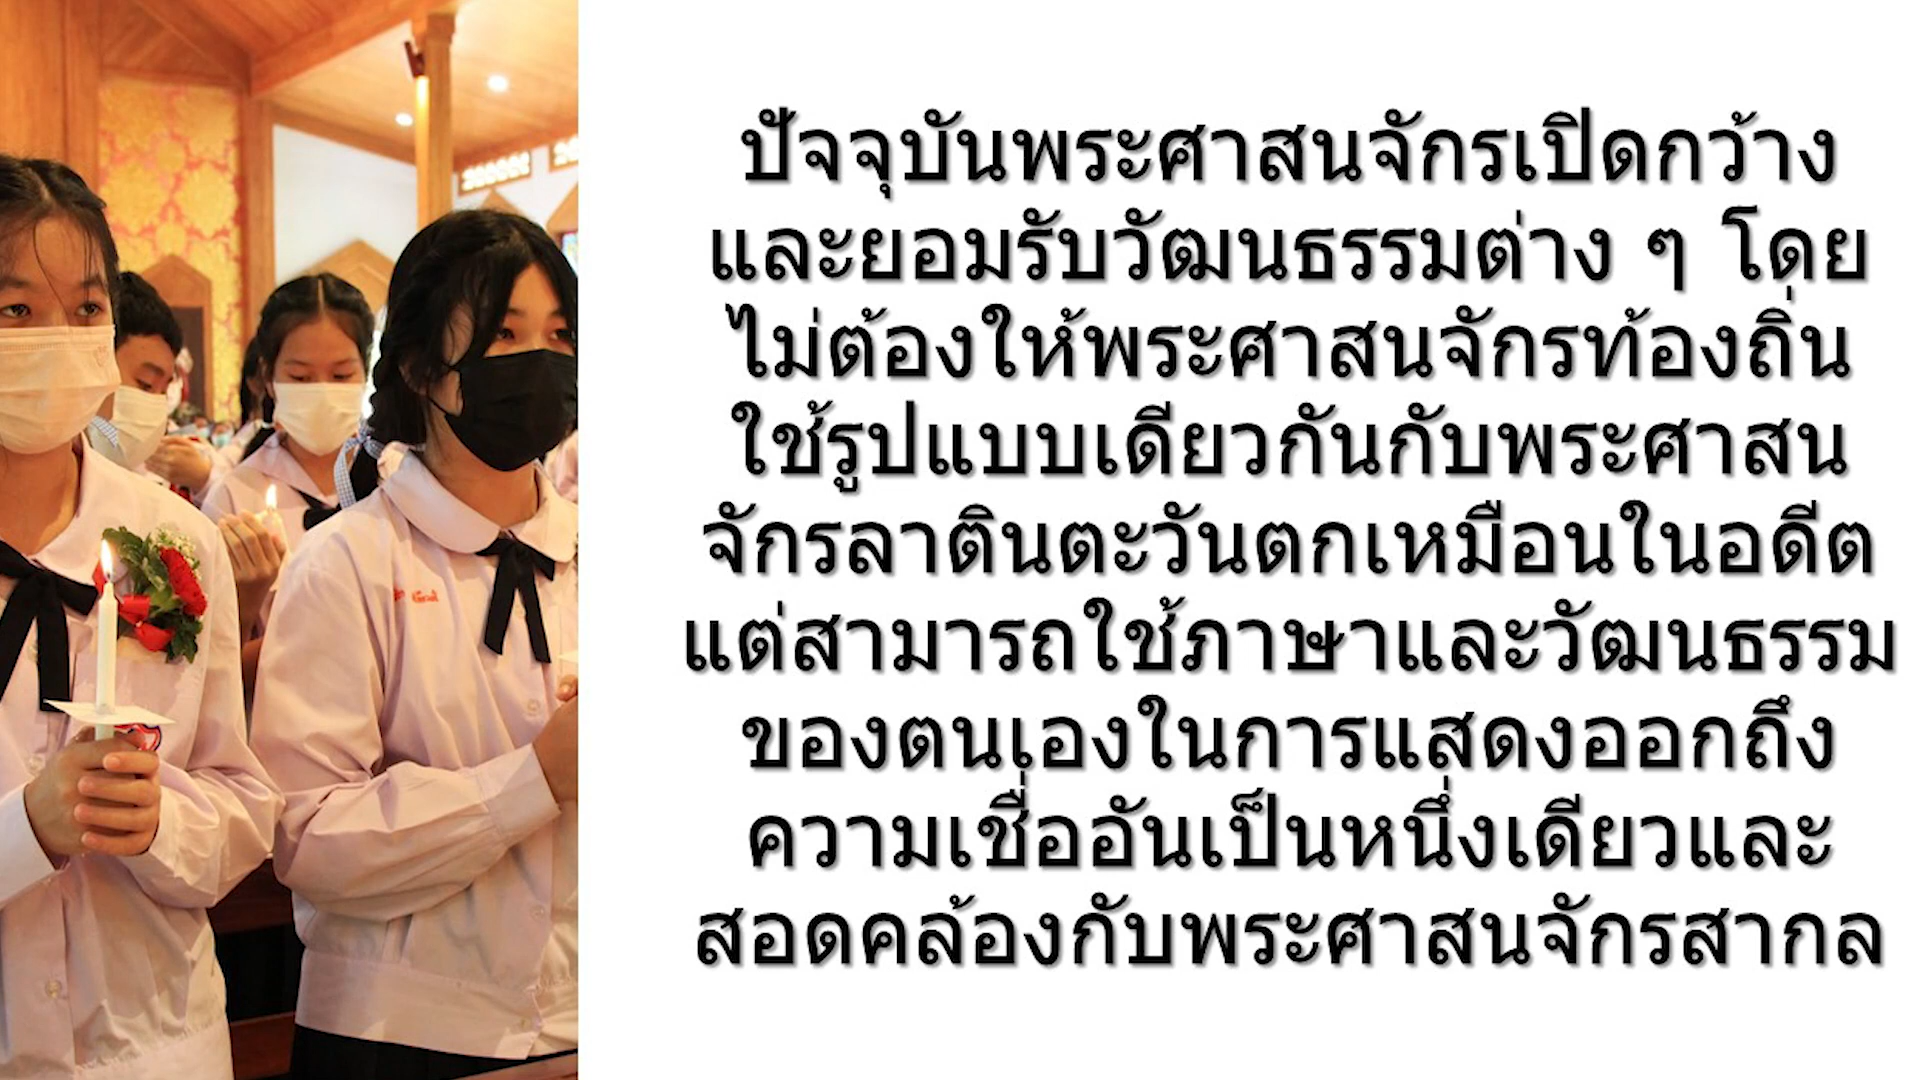 ปัจจุบันพระศาสนจักรเปิดกว้าง
และยอมรับวัฒนธรรมต่าง ๆ โดย
ไม่ต้องให้พระศาสนจักรท้องถิ่น
ใช้รูปแบบเดียวกันกับพระศาสน
จักรลาตินตะวันตกเหมือนในอดีต
แต่สามารถใช้ภาษาและวัฒนธรรม
ของตนเองในการแสดงออกถึง
ความเชื่ออันเป็นหนึ่งเดียวและ
สอดคล้องกับพระศาสนจักรสากล